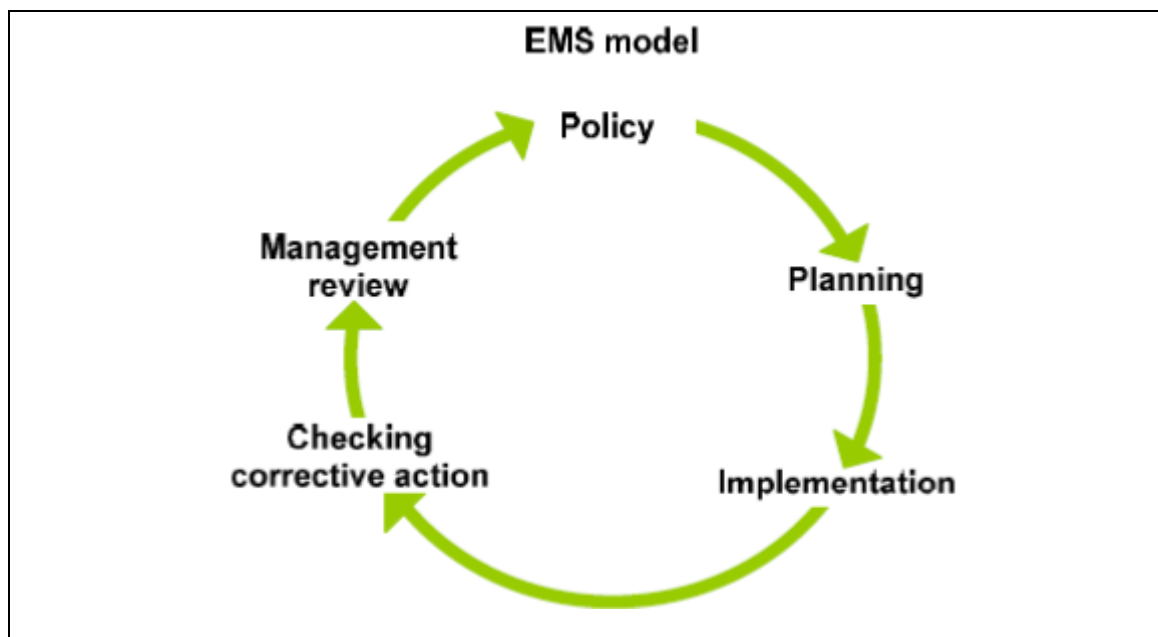 EMS model
Policy
Planning
Implementation
Checking
corrective action
Management
review